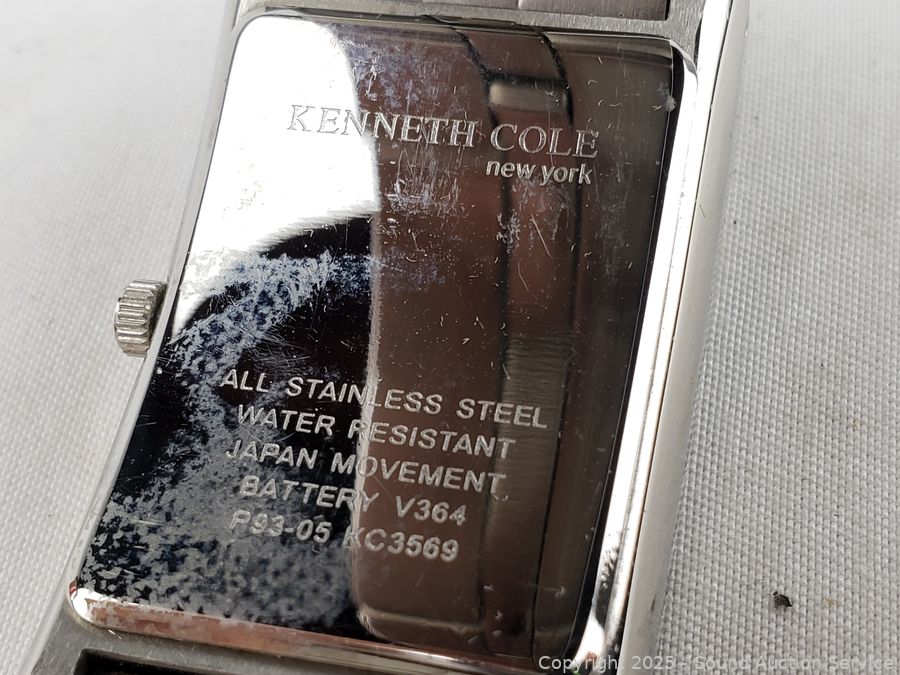 KENNETH COLE
new york
ALL STAINLESS STEEL
WATER RESISTANT
JAPAN MOVEMENT
BATTERY V364
P93-05 KC3569
Copyright 2025 - Sound Auction Service